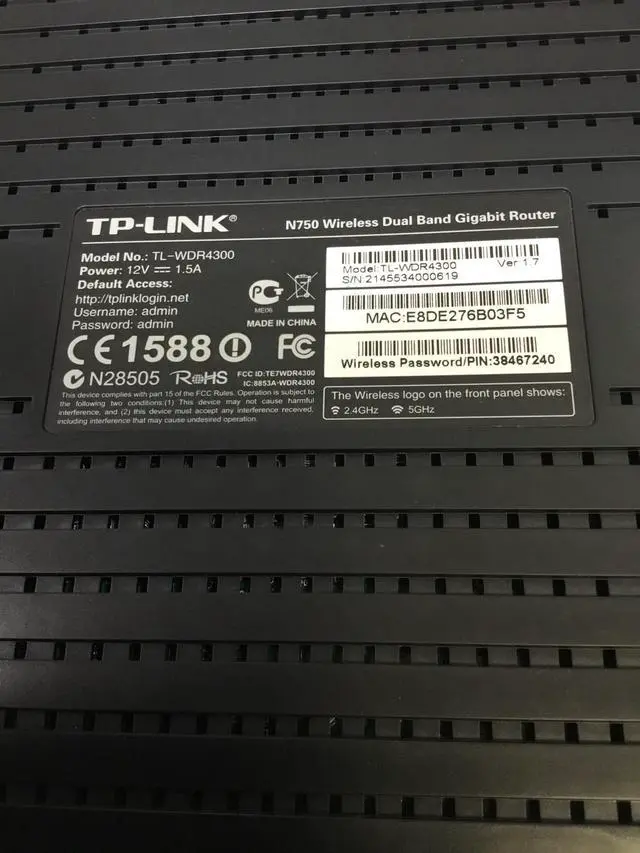 TP-LINK®
N750 Wireless Dual Band Gigabit Router
Model No.: TL-WDR4300
Power: 12V ⎓ 1.5A
Default Access:
http://tplinklogin.net
Username: admin
Password: admin
ME06
MADE IN CHINA
Model:TL-WDR4300 Ver 1.7
S/N:2145534000619
MAC:E8DE276B03F5
Wireless Password/PIN:38467240
CE1588
FC
N28505
RoHS
FCC ID:TE7WDR4300
IC:8853A-WDR4300
This device complies with part 15 of the FCC Rules. Operation is subject to
the following two conditions:(1) This device may not cause harmful
interference, and (2) this device must accept any interference received,
including interference that may cause undesired operation.
The Wireless logo on the front panel shows:
2.4GHz 5GHz